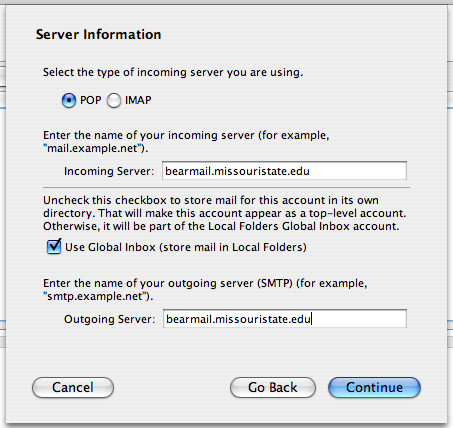 Server Information
Select the type of incoming server you are using.
POP IMAP
Enter the name of your incoming server (for example,
"mail.example.net").
Incoming Server: bearmail.missouristate.edu
Uncheck this checkbox to store mail for this account in its own
directory. That will make this account appear as a top-level account.
Otherwise, it will be part of the Local Folders Global Inbox account.
Use Global Inbox (store mail in Local Folders)
Enter the name of your outgoing server (SMTP) (for example,
"smtp.example.net").
Outgoing Server: bearmail.missouristate.edu
Cancel Go Back Continue